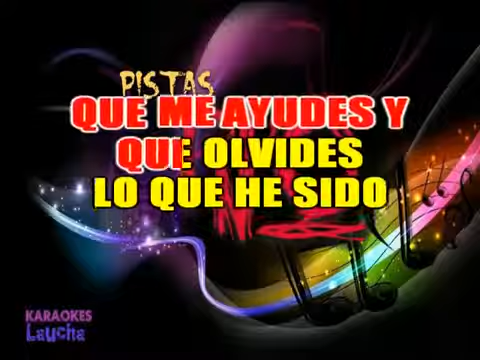 PISTAS
QUE ME AYUDES Y
QUE OLVIDES
LO QUE HE SIDO
KARAOKES
Laucha